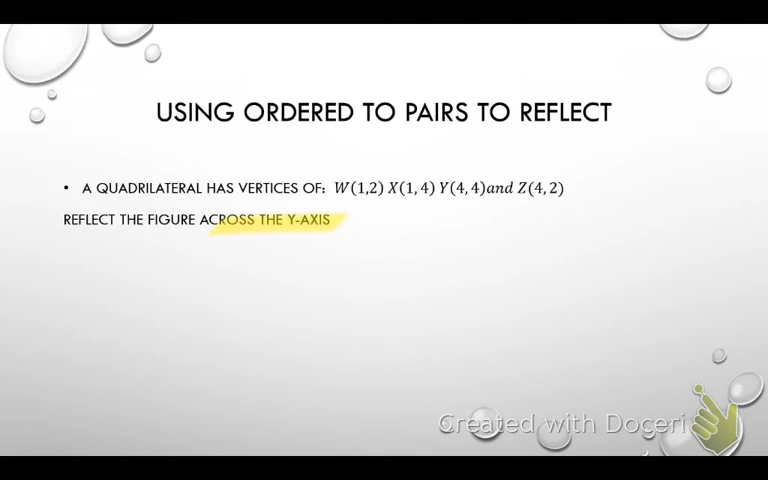 USING ORDERED TO PAIRS TO REFLECT
• A QUADRILATERAL HAS VERTICES OF: W(1,2) X(1,4) Y(4,4)and Z(4,2)
REFLECT THE FIGURE ACROSS THE Y-AXIS
Created with Doceri